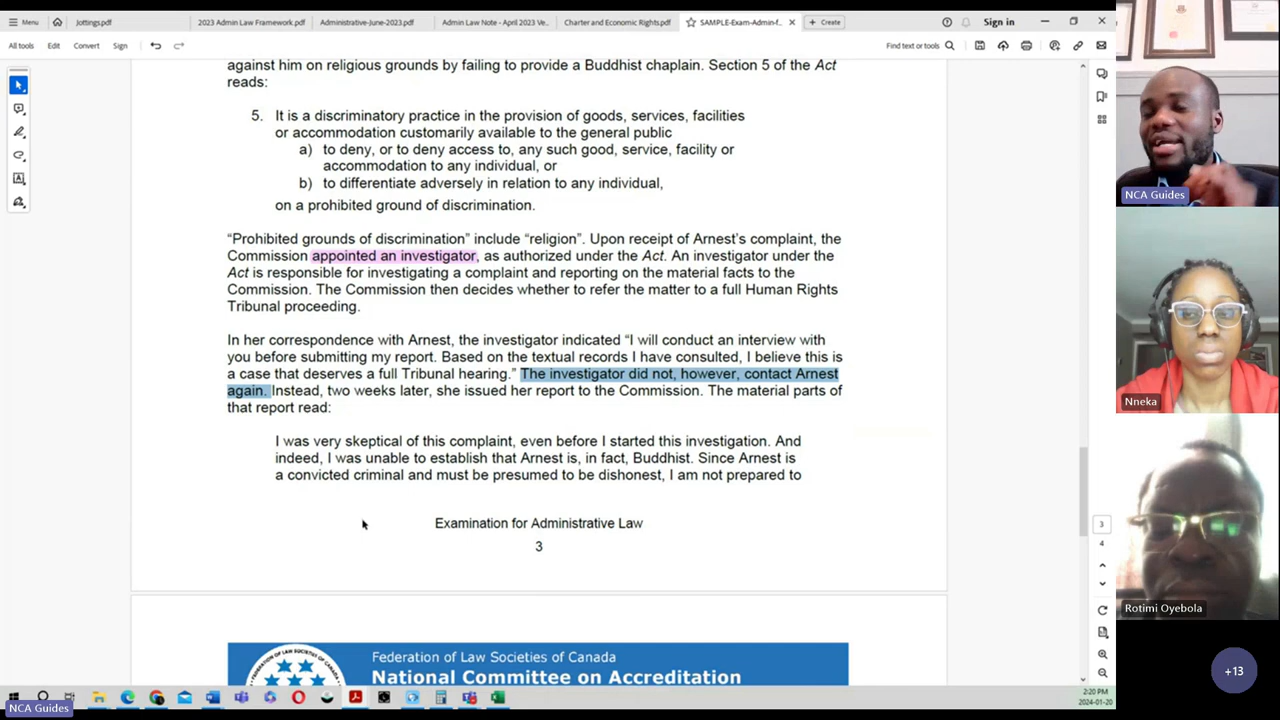 Menu
Jottings.pdf
2023 Admin Law Framework.pdf
Administrative-June-2023.pdf
Admin Law Note - April 2023 Ve...
Charter and Economic Rights.pdf
SAMPLE-Exam-Admin-f...
Create
Sign in
All tools
Edit
Convert
Sign
Find text or tools
against him on religious grounds by failing to provide a Buddhist chaplain. Section 5 of the Act
reads:
5. It is a discriminatory practice in the provision of goods, services, facilities
or accommodation customarily available to the general public
a) to deny, or to deny access to, any such good, service, facility or
accommodation to any individual, or
b) to differentiate adversely in relation to any individual,
on a prohibited ground of discrimination.
“Prohibited grounds of discrimination” include “religion”. Upon receipt of Arnest’s complaint, the
Commission appointed an investigator, as authorized under the Act. An investigator under the
Act is responsible for investigating a complaint and reporting on the material facts to the
Commission. The Commission then decides whether to refer the matter to a full Human Rights
Tribunal proceeding.
In her correspondence with Arnest, the investigator indicated “I will conduct an interview with
you before submitting my report. Based on the textual records I have consulted, I believe this is
a case that deserves a full Tribunal hearing.” The investigator did not, however, contact Arnest
again. Instead, two weeks later, she issued her report to the Commission. The material parts of
that report read:
I was very skeptical of this complaint, even before I started this investigation. And
indeed, I was unable to establish that Arnest is, in fact, Buddhist. Since Arnest is
a convicted criminal and must be presumed to be dishonest, I am not prepared to
Examination for Administrative Law
3
Federation of Law Societies of Canada
National Committee on Accreditation
3
4
2:20 PM
2024-01-20
NCA Guides
NCA Guides
Nneka
Rotimi Oyebola
+13